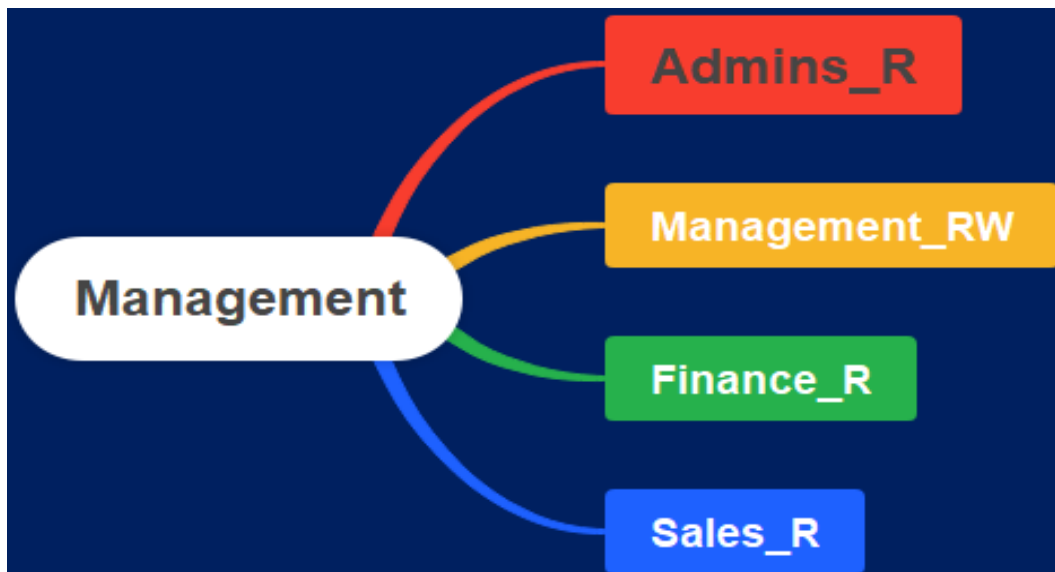 Admins_R
Management_RW
Management
Finance_R
Sales_R